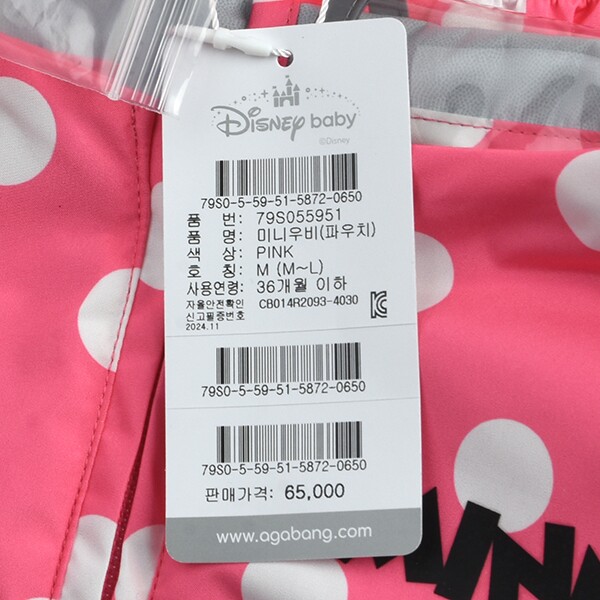 Disney baby
©Disney
79S0-5-59-51-5872-0650
품 번: 79S055951
품 명: 미니우비(파우치)
색 상: PINK
호 칭: M (M~L)
사용연령: 36개월 이하
자율안전확인 CB014R2093-4030
신고필증번호
2024.11
79S0-5-59-51-5872-0650
79S0-5-59-51-5872-0650
판매가격: 65,000
www.agabang.com